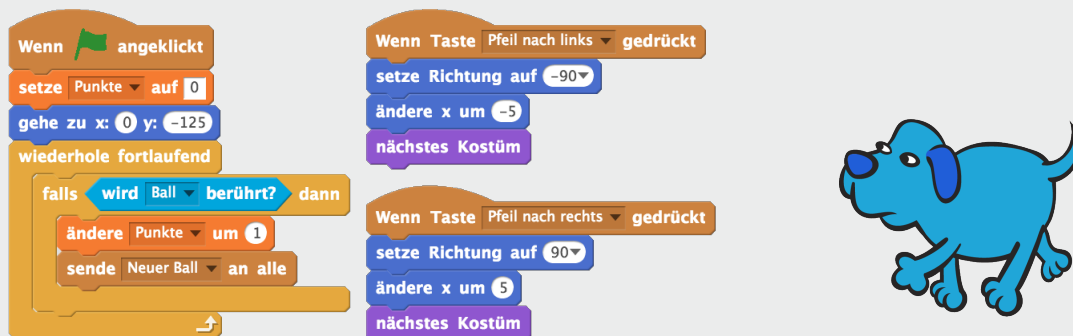 Wenn angeklickt
setze Punkte auf 0
gehe zu x: 0 y: -125
wiederhole fortlaufend
falls wird Ball berührt? dann
ändere Punkte um 1
sende Neuer Ball an alle
Wenn Taste Pfeil nach links gedrückt
setze Richtung auf -90
ändere x um -5
nächstes Kostüm
Wenn Taste Pfeil nach rechts gedrückt
setze Richtung auf 90
ändere x um 5
nächstes Kostüm